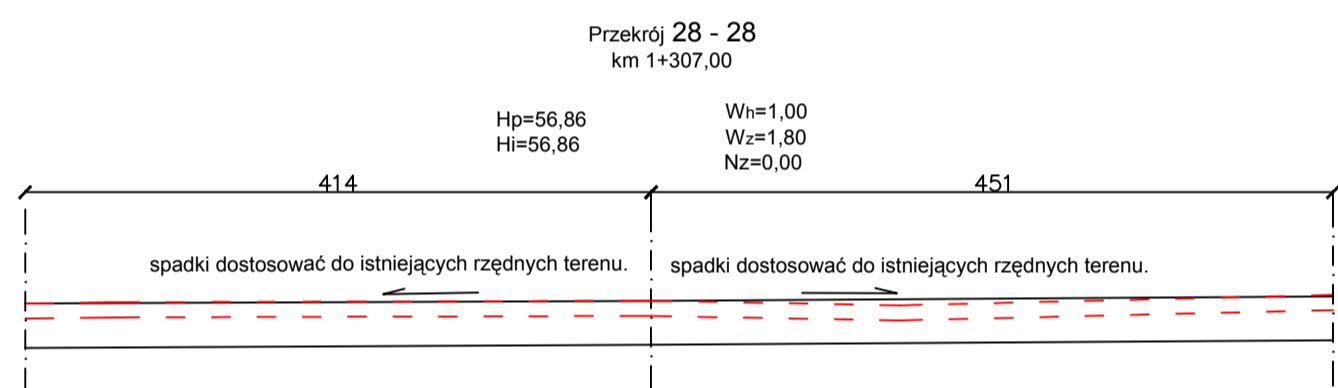 Przekrój 28 - 28
km 1+307,00
Hp=56,86
Hi=56,86
Wh=1,00
Wz=1,80
Nz=0,00
414
451
spadki dostosować do istniejących rzędnych terenu.
spadki dostosować do istniejących rzędnych terenu.